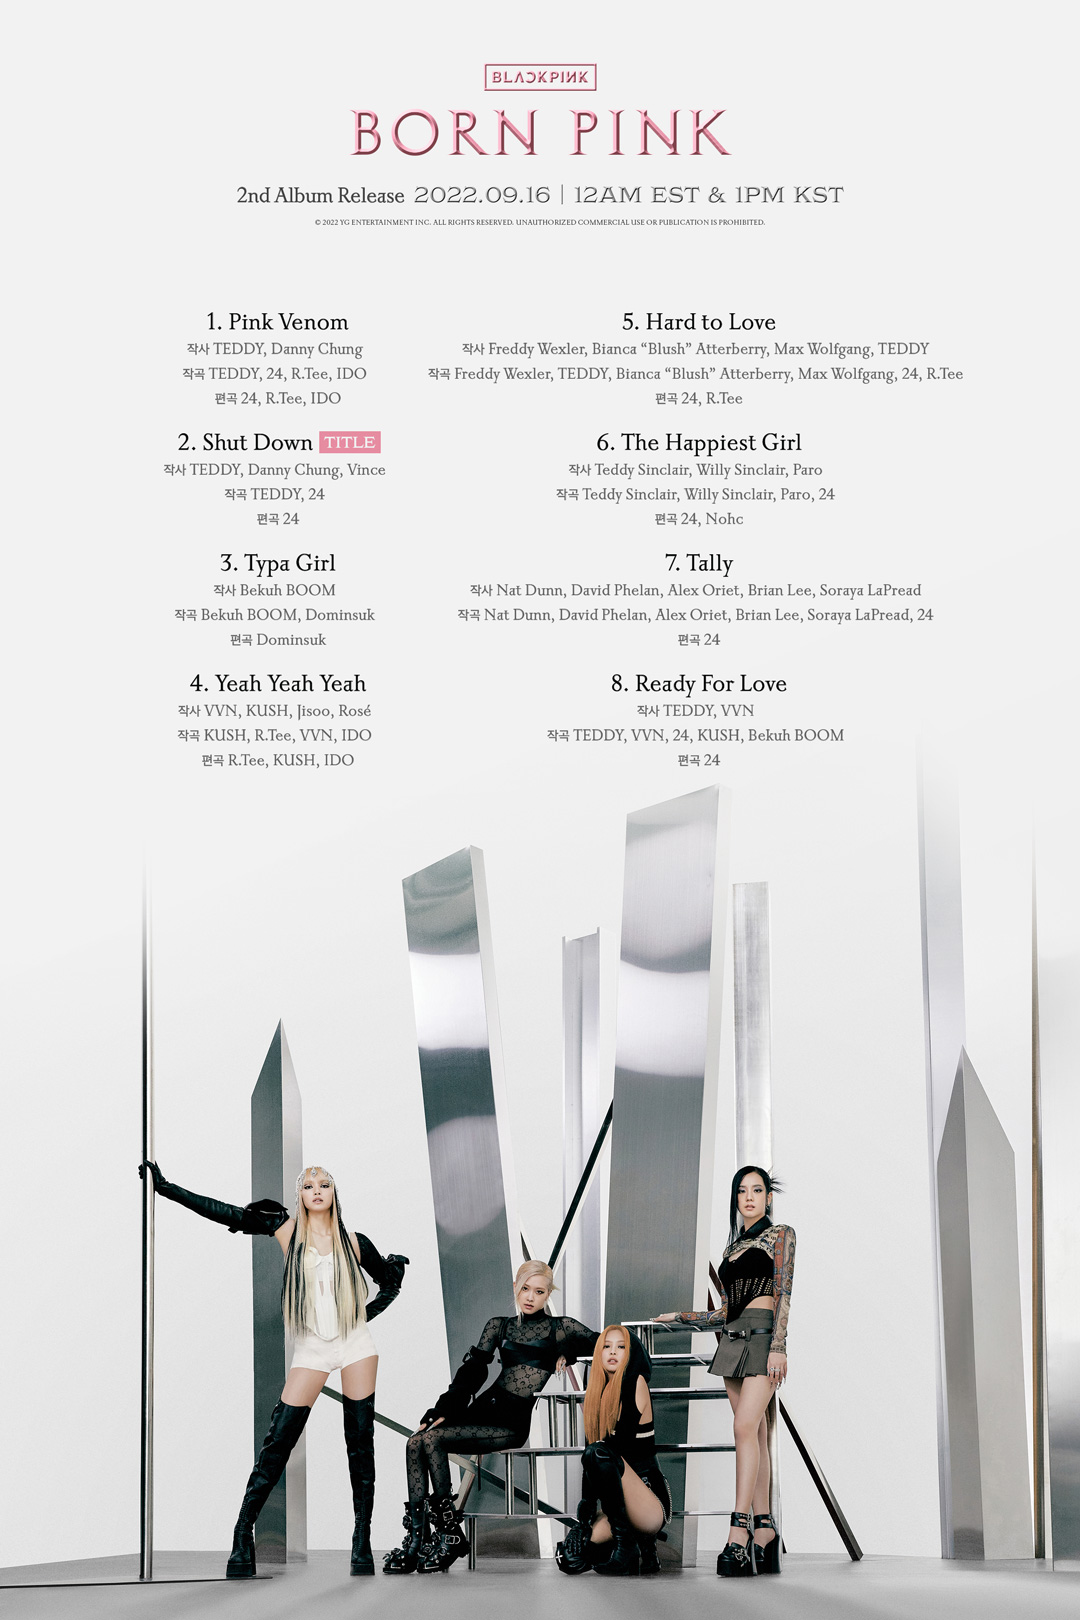 BLACKPINK
BORN PINK
2nd Album Release 2022.09.16 | 12AM EST & 1PM KST
© 2022 YG ENTERTAINMENT INC. ALL RIGHTS RESERVED. UNAUTHORIZED COMMERCIAL USE OR PUBLICATION IS PROHIBITED.
1. Pink Venom
작사 TEDDY, Danny Chung
작곡 TEDDY, 24, R.Tee, IDO
편곡 24, R.Tee, IDO
2. Shut Down TITLE
작사 TEDDY, Danny Chung, Vince
작곡 TEDDY, 24
편곡 24
3. Typa Girl
작사 Bekuh BOOM
작곡 Bekuh BOOM, Dominsuk
편곡 Dominsuk
4. Yeah Yeah Yeah
작사 VVN, KUSH, Jisoo, Rosé
작곡 KUSH, R.Tee, VVN, IDO
편곡 R.Tee, KUSH, IDO
5. Hard to Love
작사 Freddy Wexler, Bianca “Blush” Atterberry, Max Wolfgang, TEDDY
작곡 Freddy Wexler, TEDDY, Bianca “Blush” Atterberry, Max Wolfgang, 24, R.Tee
편곡 24, R.Tee
6. The Happiest Girl
작사 Teddy Sinclair, Willy Sinclair, Paro
작곡 Teddy Sinclair, Willy Sinclair, Paro, 24
편곡 24, Nohc
7. Tally
작사 Nat Dunn, David Phelan, Alex Oriet, Brian Lee, Soraya LaPread
작곡 Nat Dunn, David Phelan, Alex Oriet, Brian Lee, Soraya LaPread, 24
편곡 24
8. Ready For Love
작사 TEDDY, VVN
작곡 TEDDY, VVN, 24, KUSH, Bekuh BOOM
편곡 24